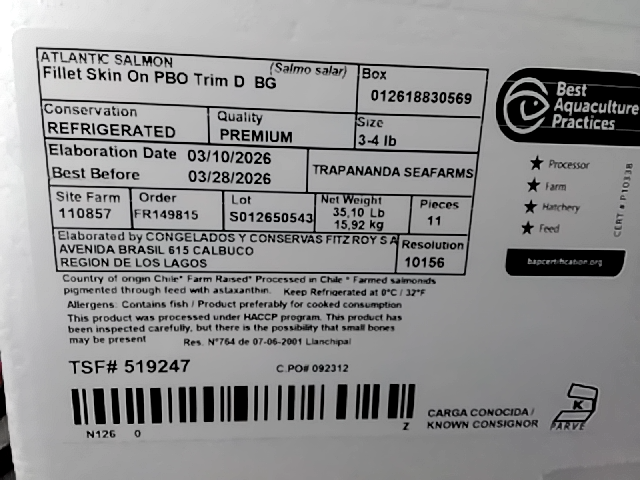 ATLANTIC SALMON (Salmo salar)
Fillet Skin On PBO Trim D BG
Box
012618830569
Conservation
REFRIGERATED
Quality
PREMIUM
Size
3-4 lb
Elaboration Date 03/10/2026
Best Before 03/28/2026
TRAPANANDA SEAFARMS
Site Farm
110857
Order
FR149815
Lot
S012650543
Net Weight
35,10 Lb
15,92 kg
Pieces
11
Elaborated by CONGELADOS Y CONSERVAS FITZ ROY S A
AVENIDA BRASIL 615 CALBUCO
REGION DE LOS LAGOS
Resolution
10156
Country of origin Chile* Farm Raised* Processed in Chile * Farmed salmonids
pigmented through feed with astaxanthin. Keep Refrigerated at 0°C / 32°F
Allergens: Contains fish / Product preferably for cooked consumption
This product was processed under HACCP program. This product has
been inspected carefully, but there is the possibility that small bones
may be present Res. N°764 de 07-06-2001 Llanchipal
TSF# 519247
C.PO# 092312
N126 0 Z
CARGA CONOCIDA /
KNOWN CONSIGNOR
K
PARVE
Best
Aquaculture
Practices
Processor
Farm
Hatchery
Feed
CERT # P10338
bapcertification.org